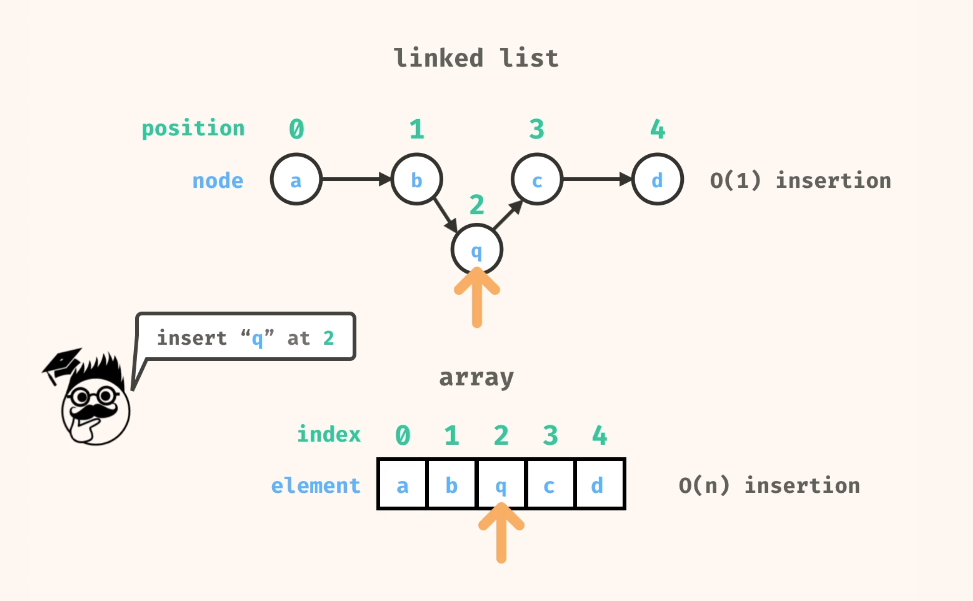 linked list
position 0 1 3 4
node a b c d O(1) insertion
2
q
insert “q” at 2
array
index 0 1 2 3 4
element a b q c d O(n) insertion